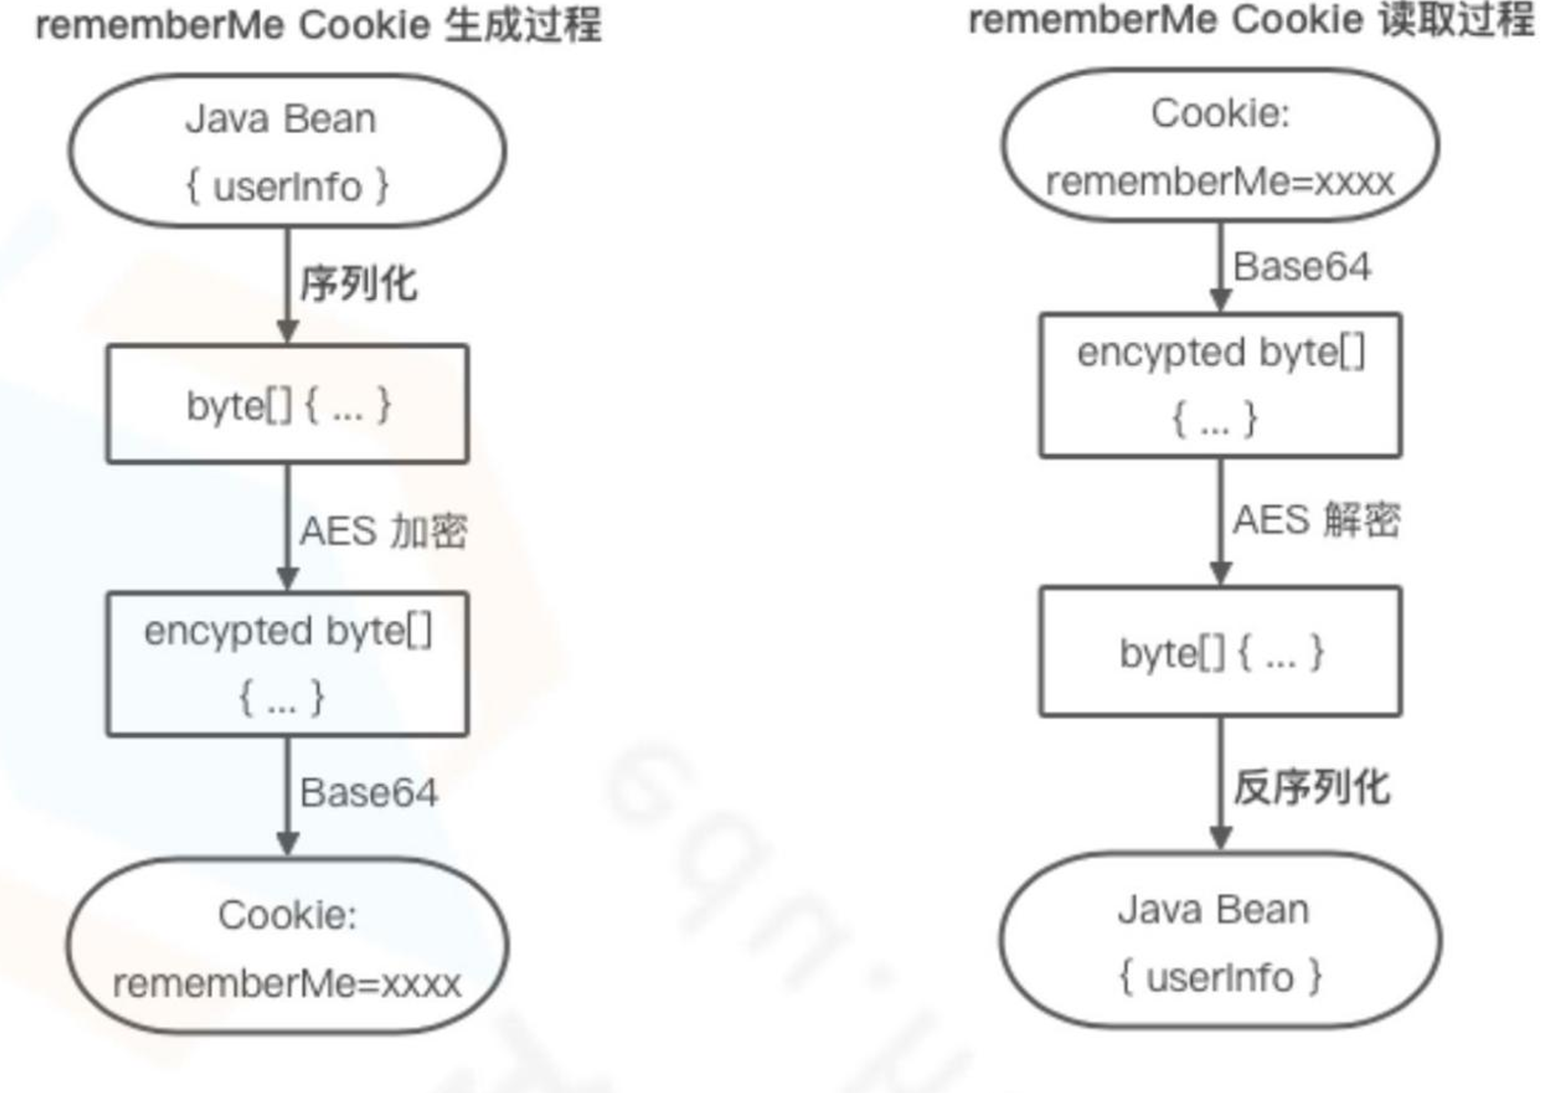 rememberMe Cookie 生成过程
Java Bean
{ userInfo }
序列化
byte[] { ... }
AES 加密
encypted byte[]
{ ... }
Base64
Cookie:
rememberMe=xxxx
rememberMe Cookie 读取过程
Cookie:
rememberMe=xxxx
Base64
encypted byte[]
{ ... }
AES 解密
byte[] { ... }
反序列化
Java Bean
{ userInfo }